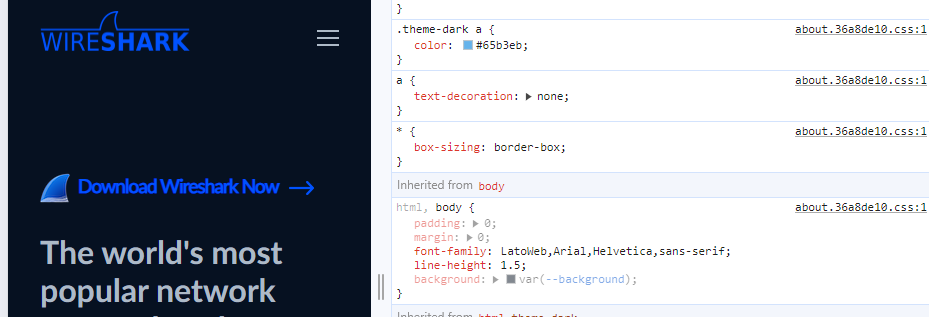 WIRESHARK
Download Wireshark Now →
The world's most
popular network
}
.theme-dark a { about.36a8de10.css:1
color: #65b3eb;
}
a { about.36a8de10.css:1
text-decoration: ▶ none;
}
* { about.36a8de10.css:1
box-sizing: border-box;
}
Inherited from body
html, body { about.36a8de10.css:1
padding: ▶ 0;
margin: ▶ 0;
font-family: LatoWeb,Arial,Helvetica,sans-serif;
line-height: 1.5;
background: ▶ var(--background);
}
Inherited from html.theme-dark